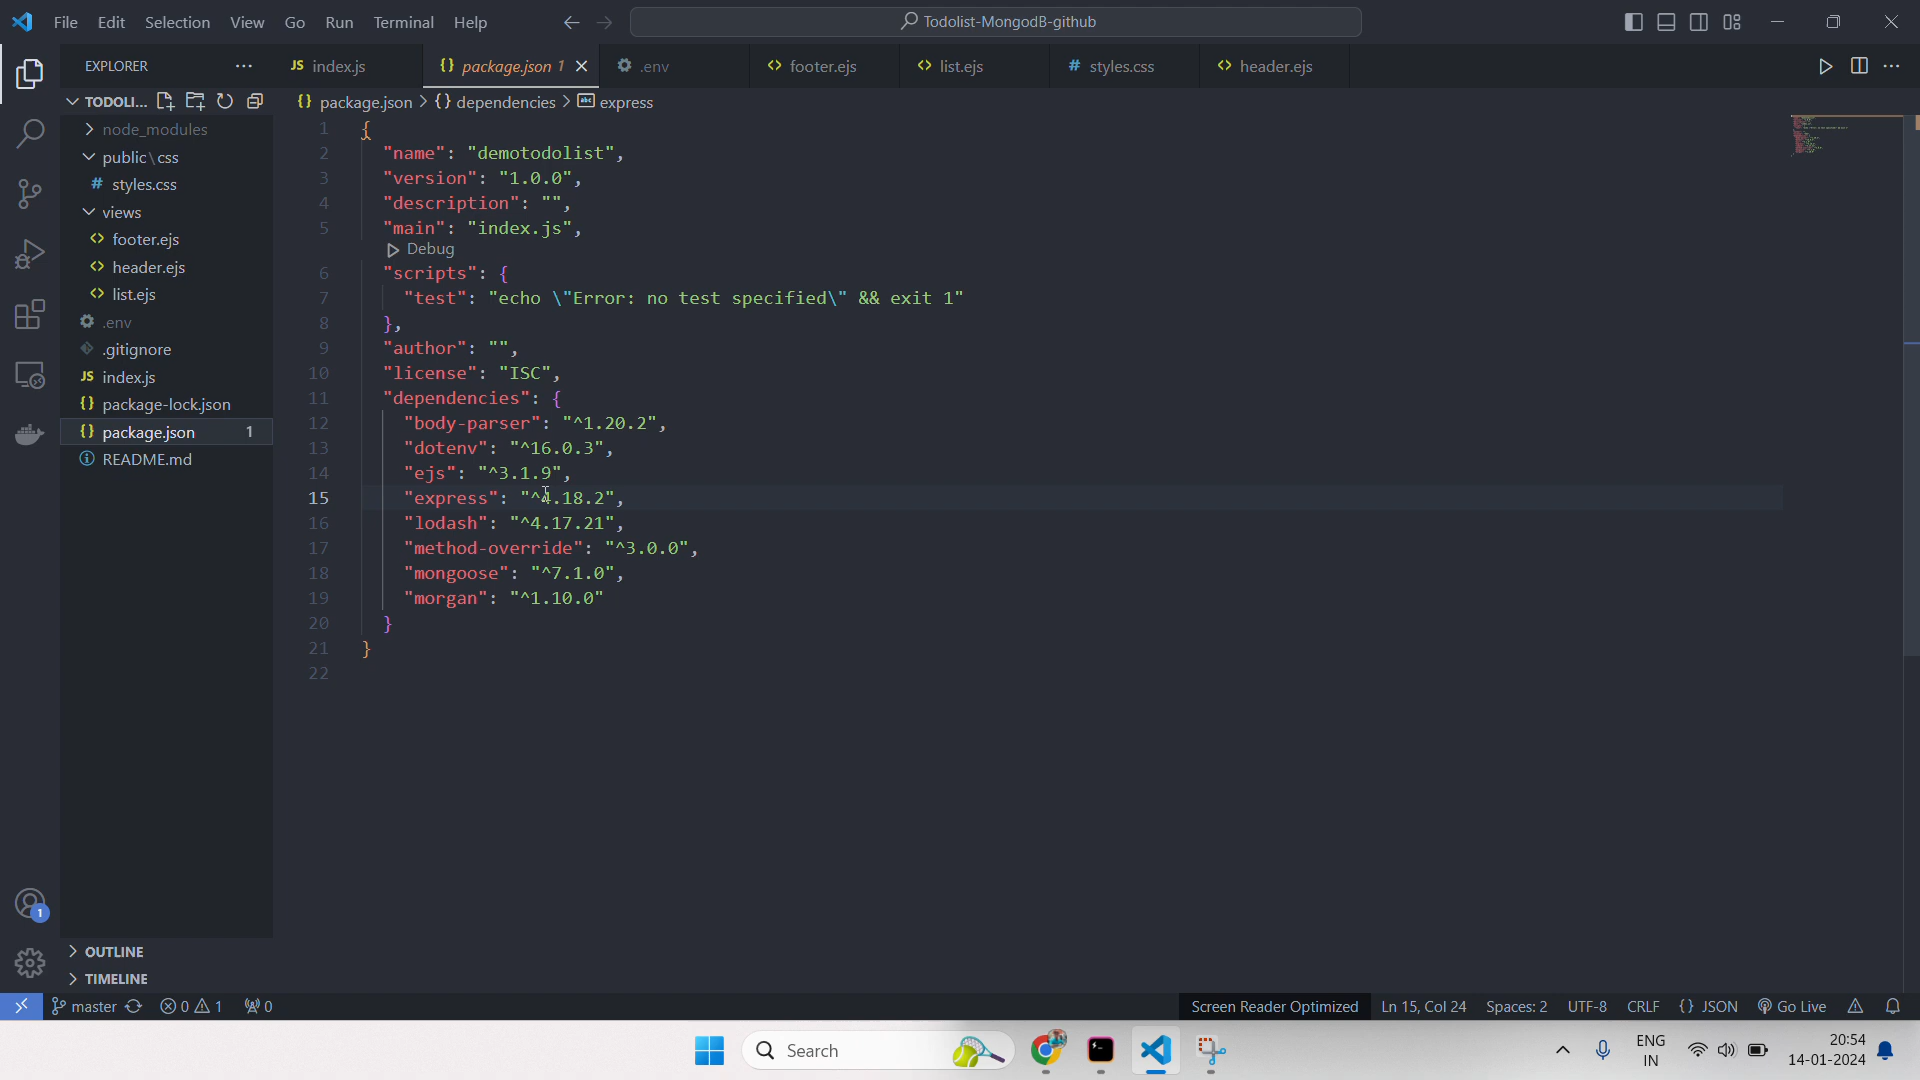 File Edit Selection View Go Run Terminal Help
Todolist-MongodB-github
EXPLORER
index.js
package.json 1
.env
footer.ejs
list.ejs
styles.css
header.ejs
TODOLI...
package.json > {} dependencies > express
node_modules
public\css
styles.css
views
footer.ejs
header.ejs
list.ejs
.env
.gitignore
JS index.js
{} package-lock.json
{} package.json 1
README.md
OUTLINE
TIMELINE
1 {
2 "name": "demotodolist",
3 "version": "1.0.0",
4 "description": "",
5 "main": "index.js",
Debug
6 "scripts": {
7 "test": "echo \"Error: no test specified\" && exit 1"
8 },
9 "author": "",
10 "license": "ISC",
11 "dependencies": {
12 "body-parser": "^1.20.2",
13 "dotenv": "^16.0.3",
14 "ejs": "^3.1.9",
15 "express": "^4.18.2",
16 "lodash": "^4.17.21",
17 "method-override": "^3.0.0",
18 "mongoose": "^7.1.0",
19 "morgan": "^1.10.0"
20 }
21 }
22
1
master 0 1 0
Screen Reader Optimized Ln 15, Col 24 Spaces: 2 UTF-8 CRLF {} JSON Go Live
Search
ENG
IN
20:54
14-01-2024